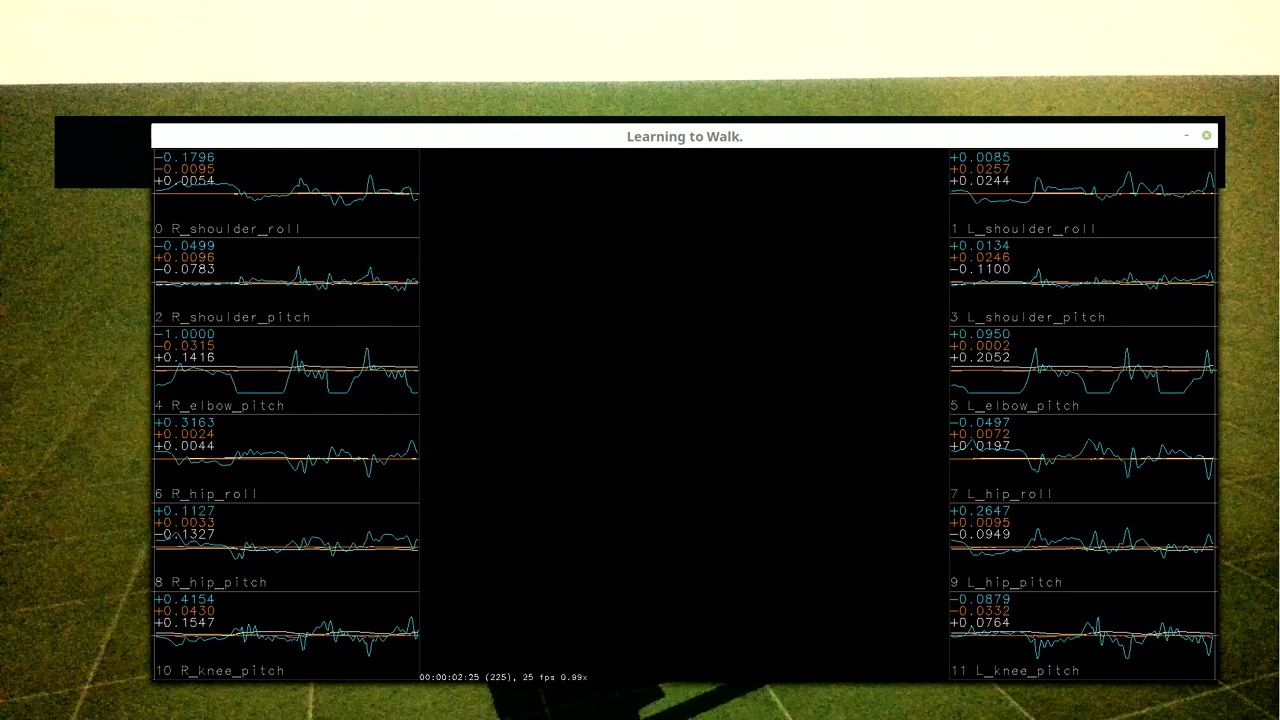 Learning to Walk.
-0.1796
-0.0095
+0.0054
0 R_shoulder_roll
-0.0499
+0.0096
-0.0783
2 R_shoulder_pitch
-1.0000
-0.0315
+0.1416
4 R_elbow_pitch
+0.3163
+0.0024
+0.0044
6 R_hip_roll
+0.1127
+0.0033
-0.1327
8 R_hip_pitch
+0.4154
+0.0430
+0.1547
10 R_knee_pitch
00:00:02:25 (225), 25 fps 0.99x
+0.0085
+0.0257
+0.0244
1 L_shoulder_roll
+0.0134
+0.0246
-0.1100
3 L_shoulder_pitch
+0.0950
+0.0002
+0.2052
5 L_elbow_pitch
-0.0497
+0.0072
+0.0197
7 L_hip_roll
+0.2647
+0.0095
-0.0949
9 L_hip_pitch
-0.0879
-0.0332
+0.0764
11 L_knee_pitch